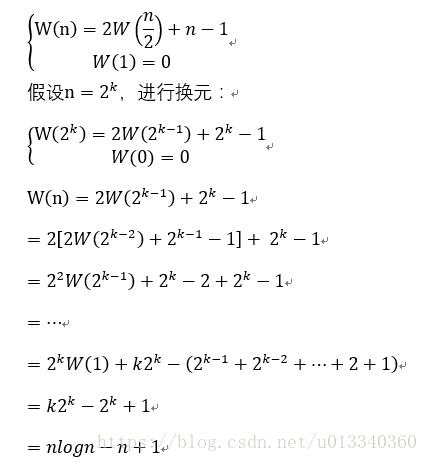 W(n) = 2W(n/2) + n − 1↵
W(1) = 0
假设n = 2^k，进行换元：↵
W(2^k) = 2W(2^{k−1}) + 2^k − 1↵
W(0) = 0
W(n) = 2W(2^{k−1}) + 2^k − 1↵
= 2[2W(2^{k−2}) + 2^{k−1} − 1] + 2^k − 1↵
= 2^2W(2^{k−1}) + 2^k − 2 + 2^k − 1↵
= ⋯↵
= 2^kW(1) + k2^k − (2^{k−1} + 2^{k−2} + ⋯ + 2 + 1)↵
= k2^k − 2^k + 1↵
= nlogn − n + 1↵
https://blog.csdn.net/u013340360